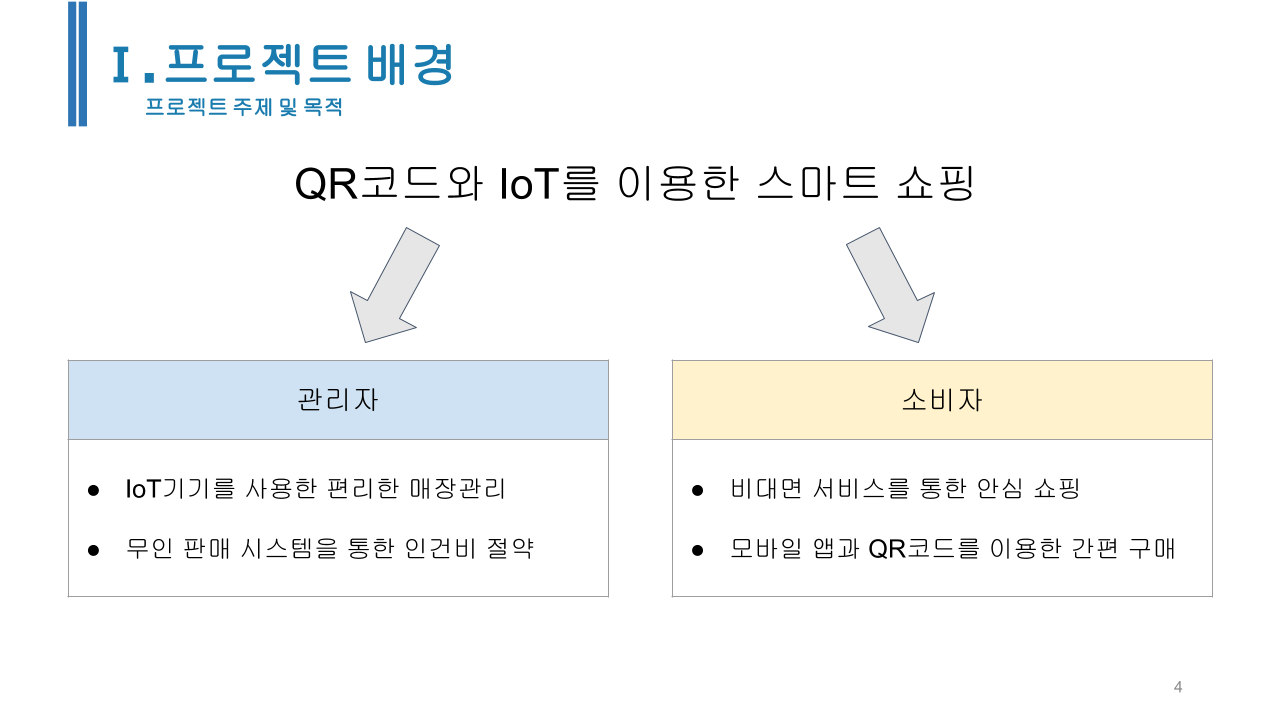 Ⅰ.프로젝트 배경
프로젝트 주제 및 목적
QR코드와 IoT를 이용한 스마트 쇼핑
관리자
● IoT기기를 사용한 편리한 매장관리
● 무인 판매 시스템을 통한 인건비 절약
소비자
● 비대면 서비스를 통한 안심 쇼핑
● 모바일 앱과 QR코드를 이용한 간편 구매
4